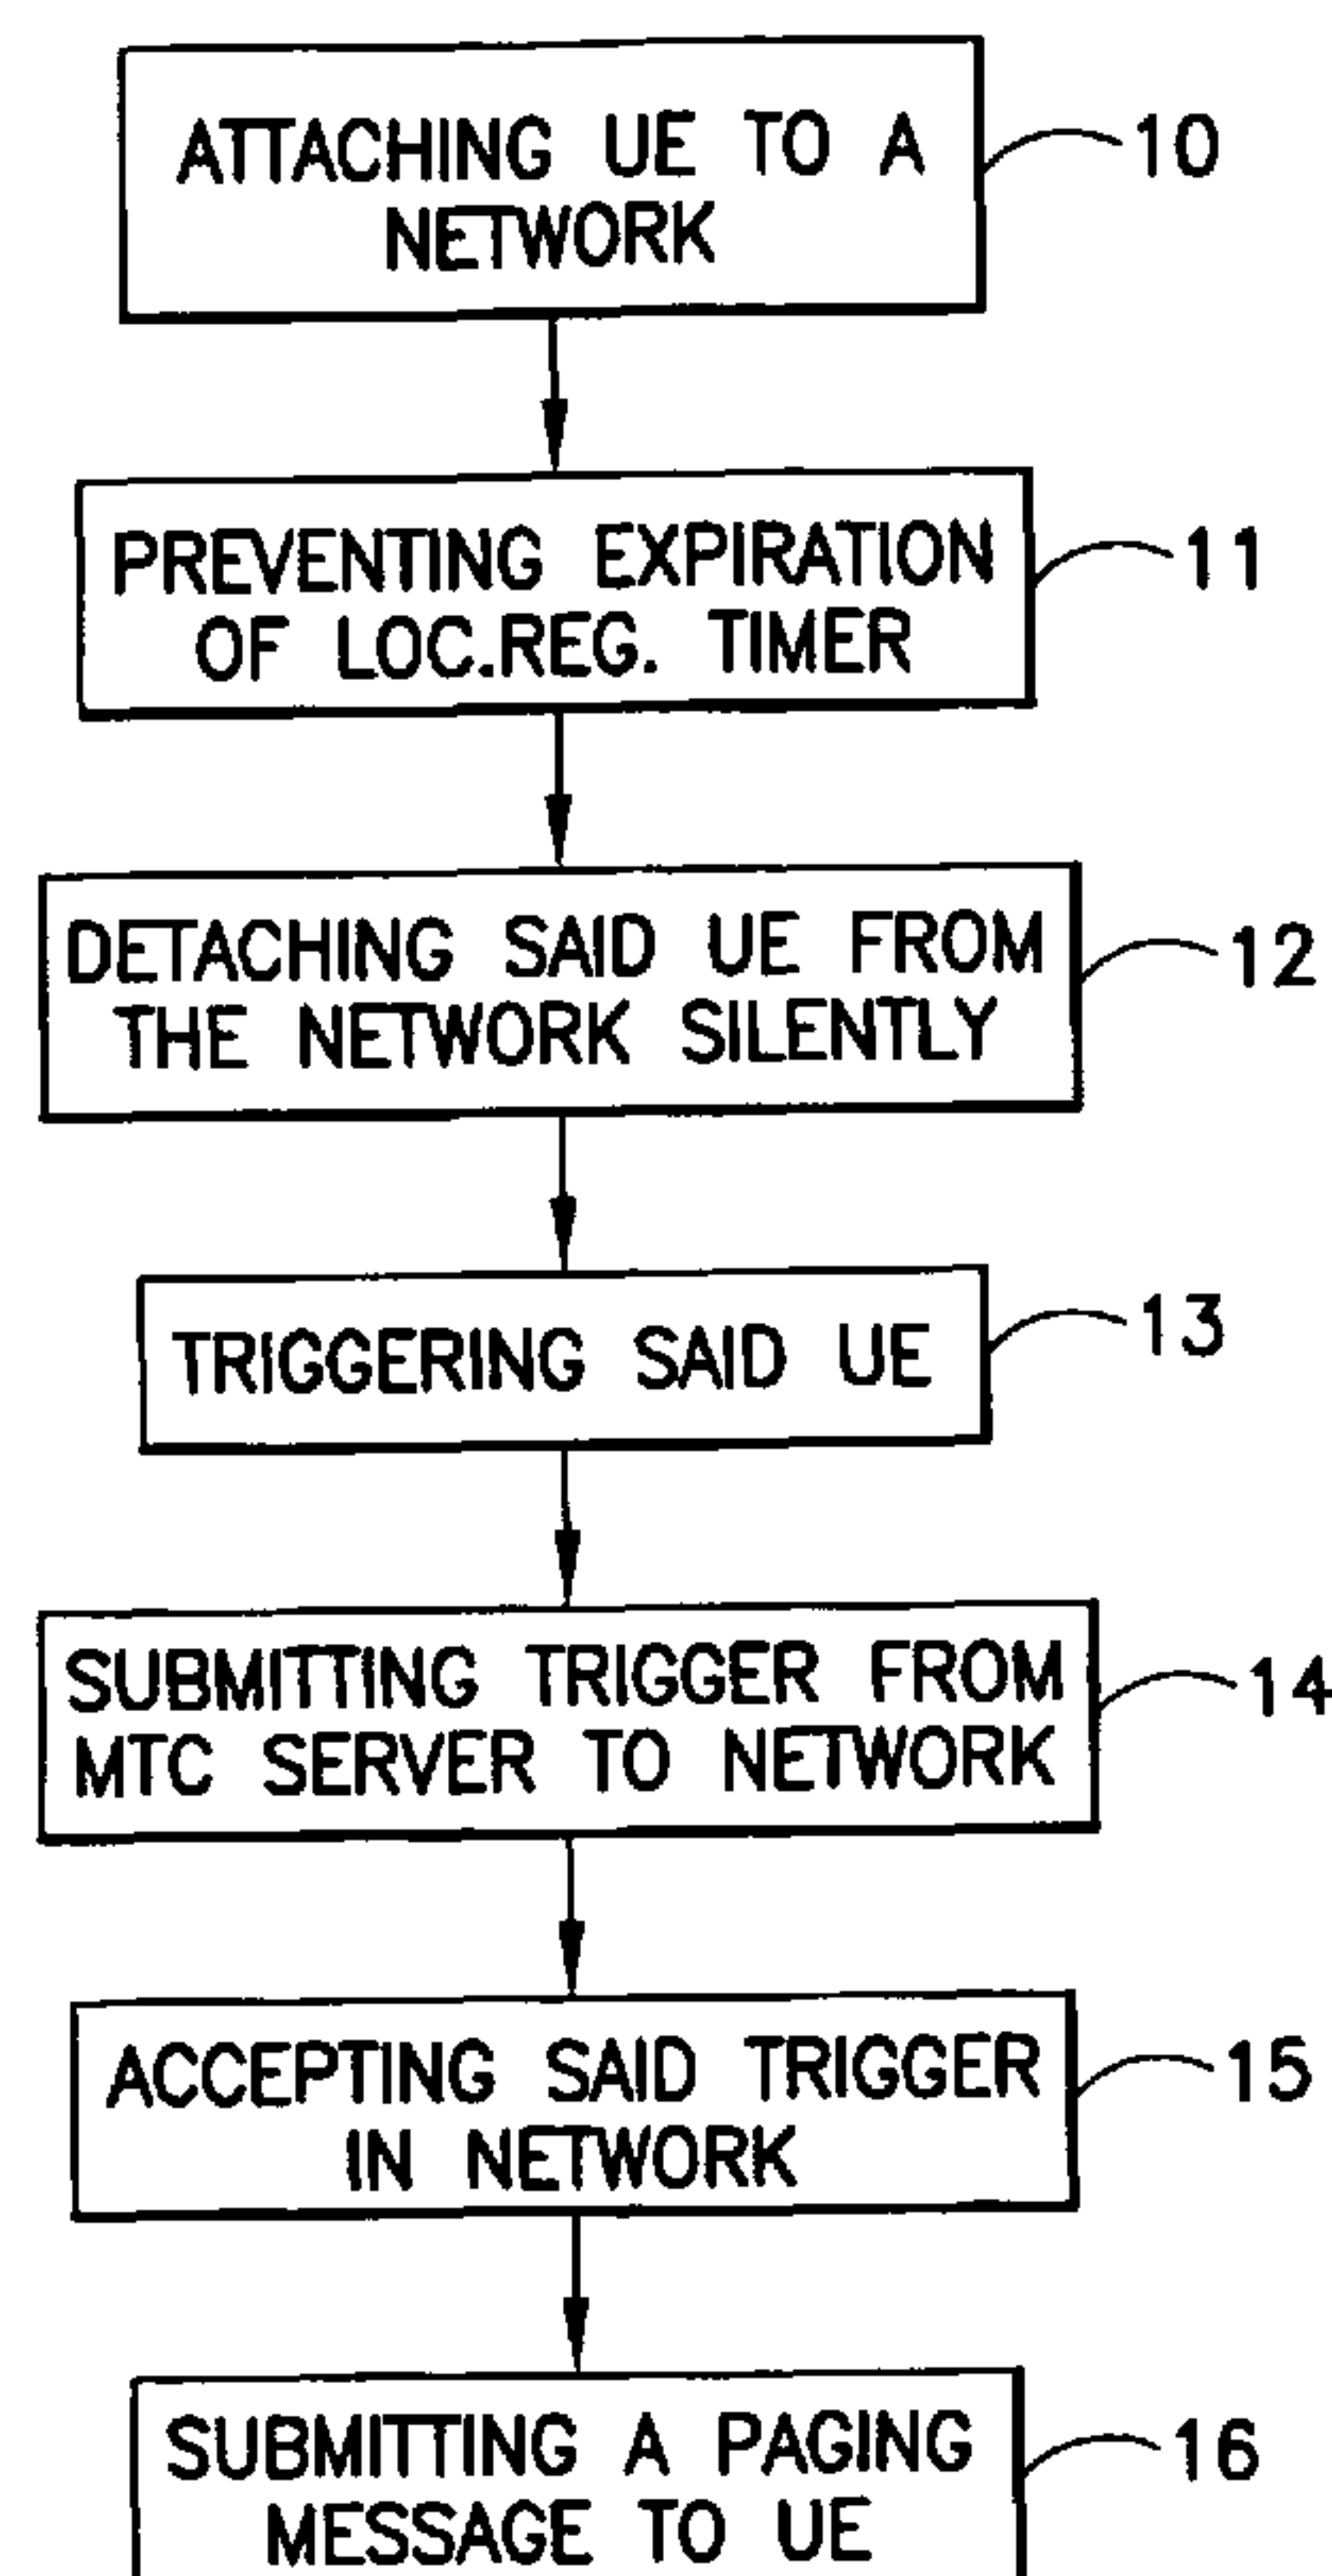 ATTACHING UE TO A
NETWORK
10
PREVENTING EXPIRATION
OF LOC.REG. TIMER
11
DETACHING SAID UE FROM
THE NETWORK SILENTLY
12
TRIGGERING SAID UE
13
SUBMITTING TRIGGER FROM
MTC SERVER TO NETWORK
14
ACCEPTING SAID TRIGGER
IN NETWORK
15
SUBMITTING A PAGING
MESSAGE TO UE
16